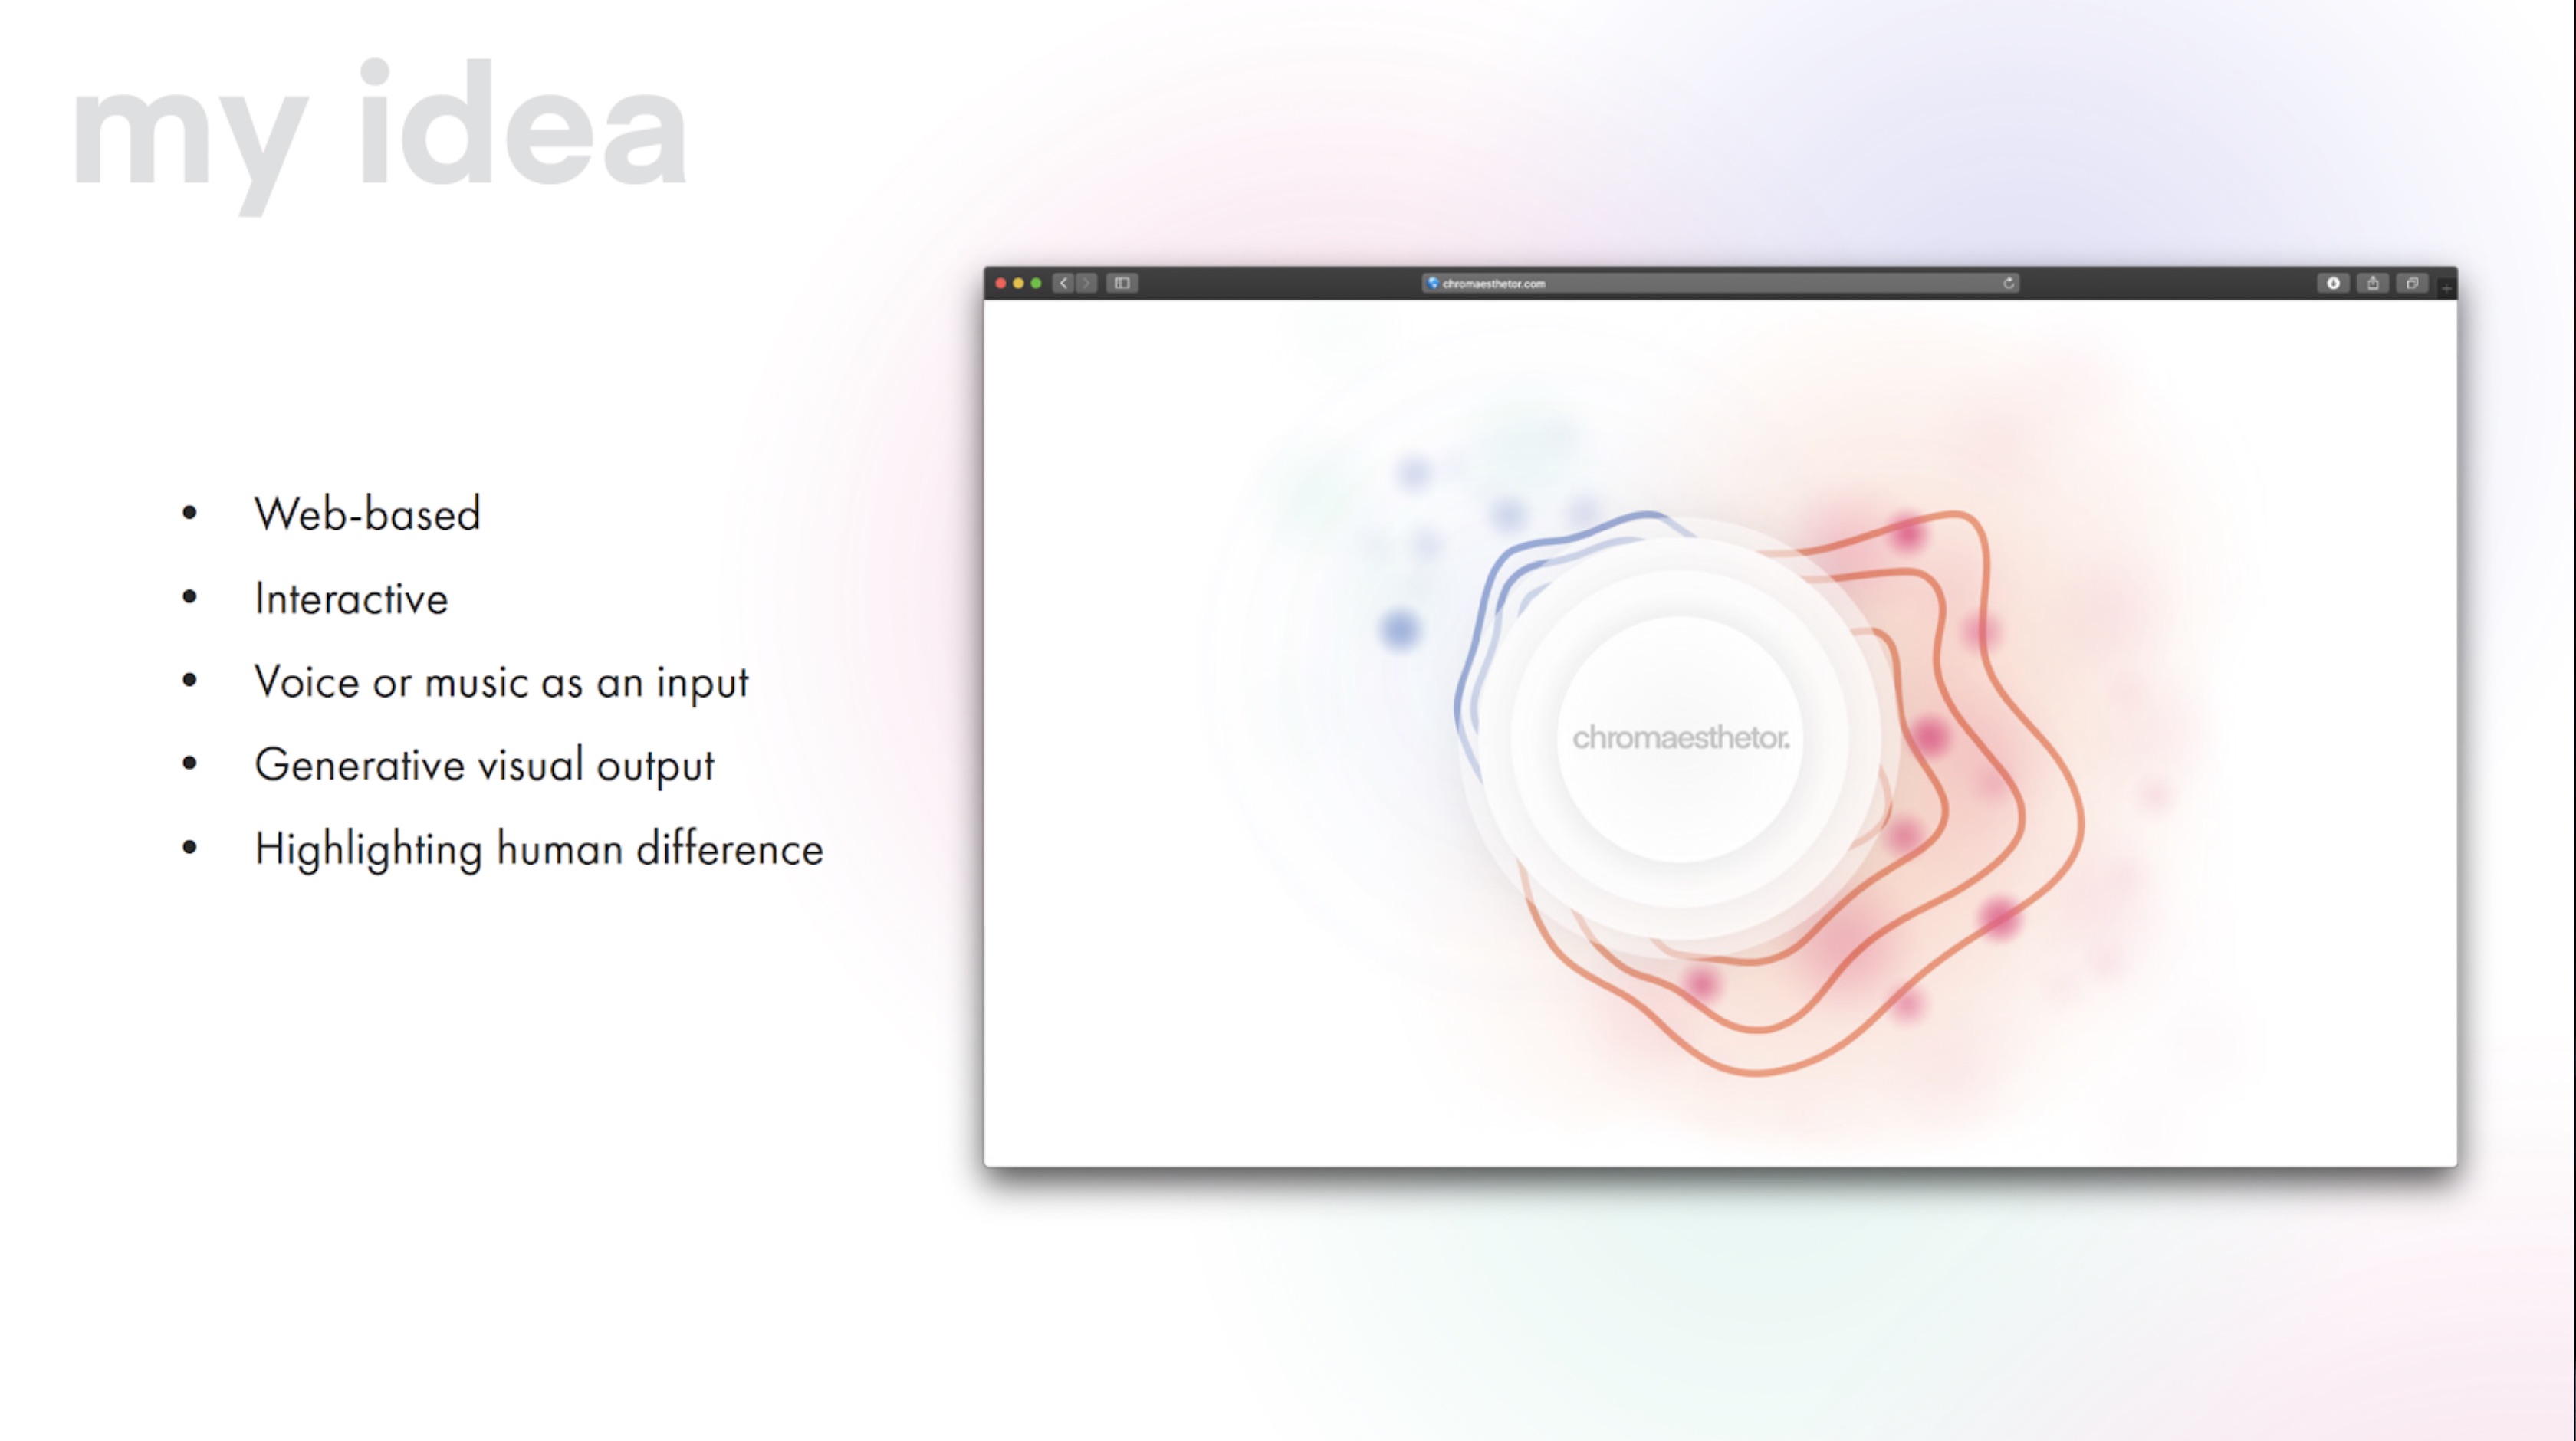 my idea
• Web-based
• Interactive
• Voice or music as an input
• Generative visual output
• Highlighting human difference
chromaesthetor.com
chromaesthetor.